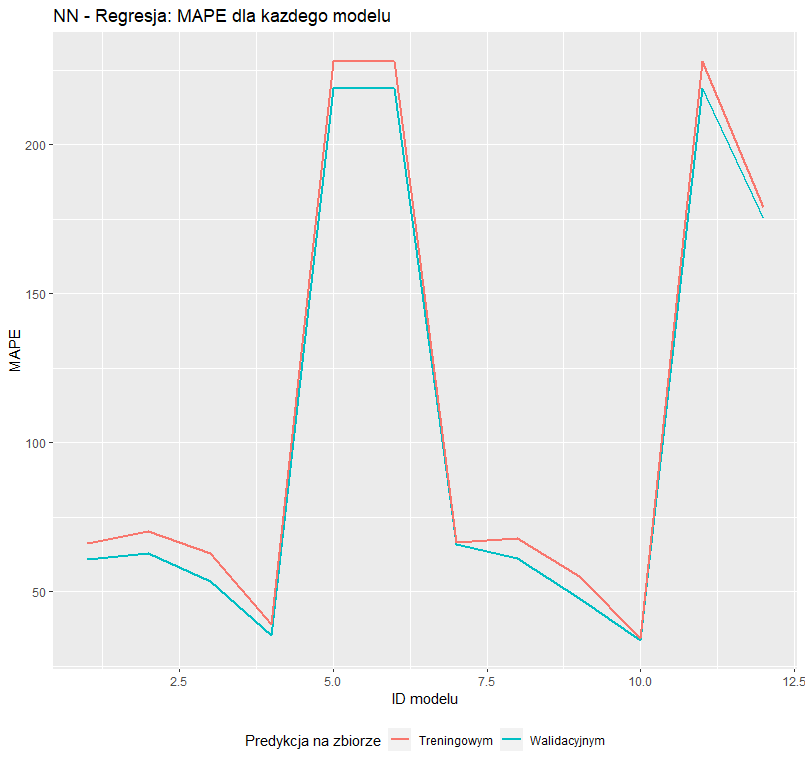 NN - Regresja: MAPE dla kazdego modelu
200
150
100
50
MAPE
2.5 5.0 7.5 10.0 12.5
ID modelu
Predykcja na zbiorze Treningowym Walidacyjnym